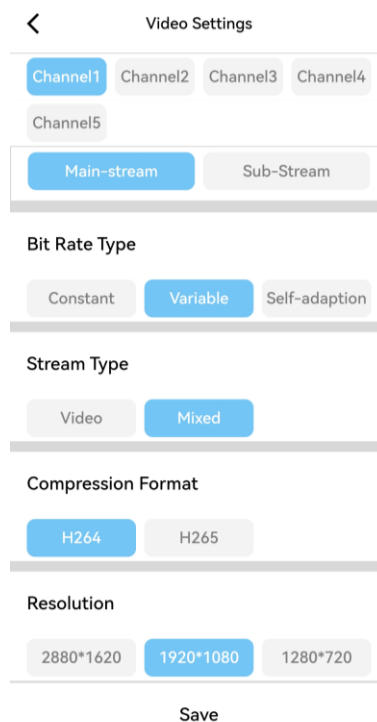 Video Settings
Channel1 Channel2 Channel3 Channel4
Channel5
Main-stream Sub-Stream
Bit Rate Type
Constant Variable Self-adaption
Stream Type
Video Mixed
Compression Format
H264 H265
Resolution
2880*1620 1920*1080 1280*720
Save